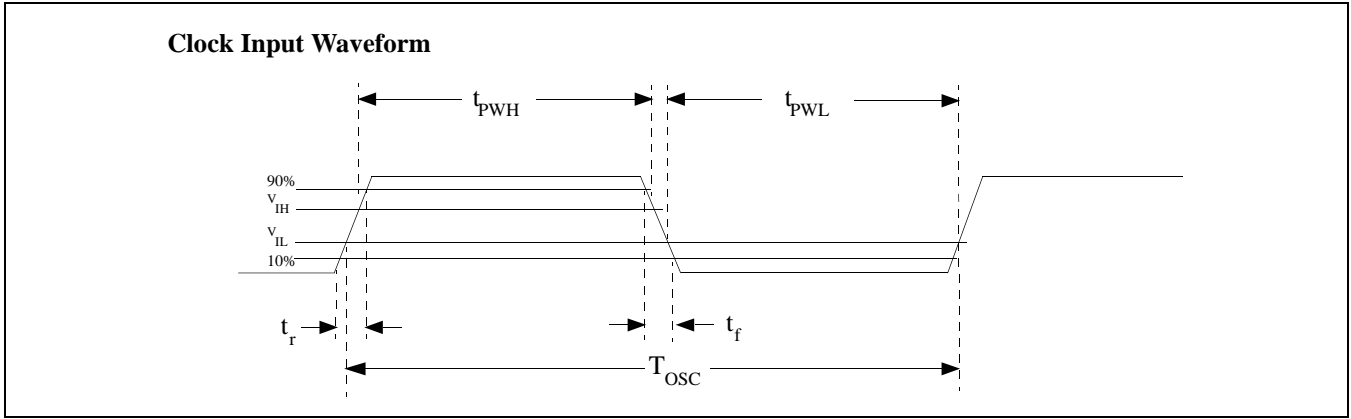 Clock Input Waveform
tPWH
tPWL
90%
VIH
VIL
10%
tr
tf
TOSC